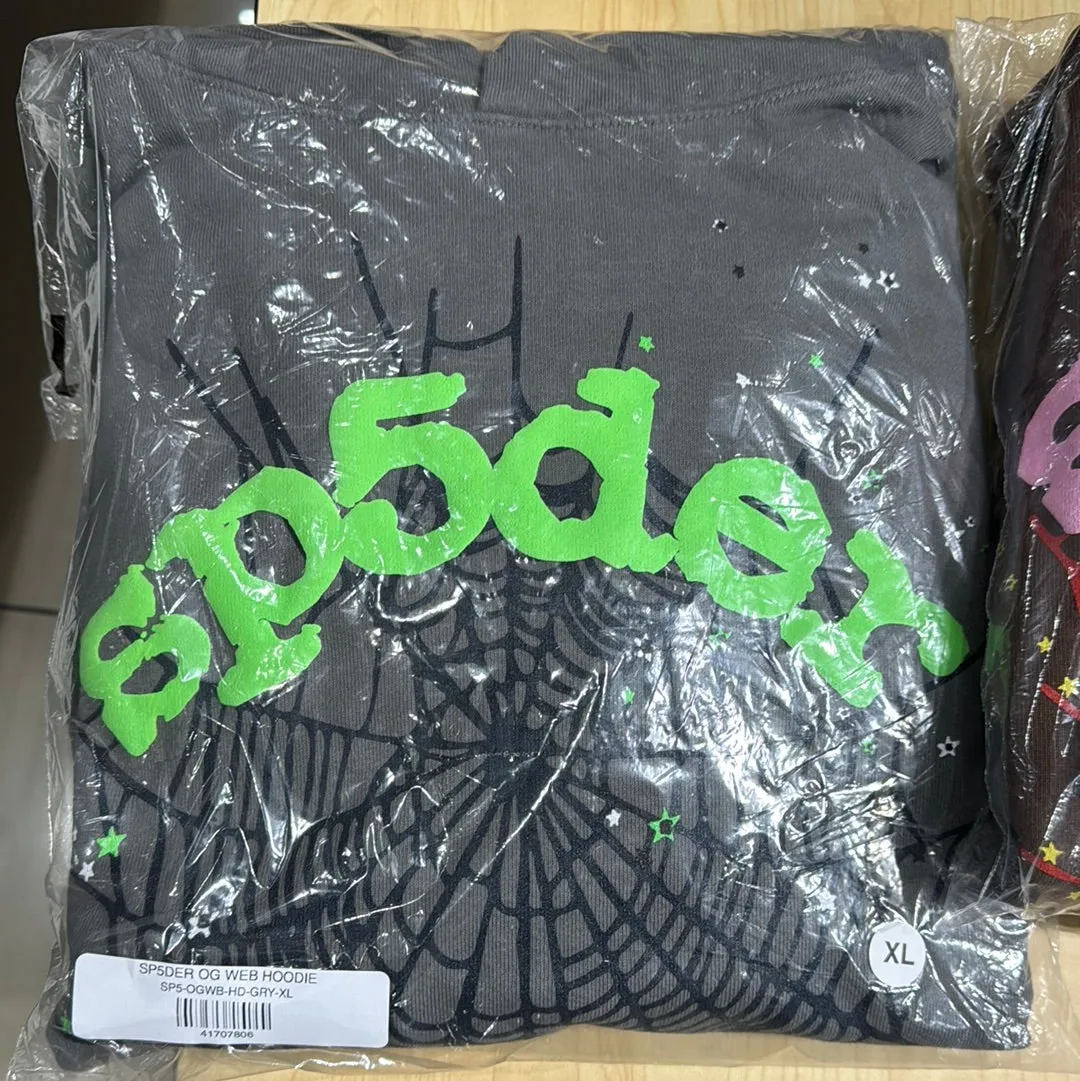 sp5der
XL
SP5DER OG WEB HOODIE
SP5-OGWB-HD-GRY-XL
41707806